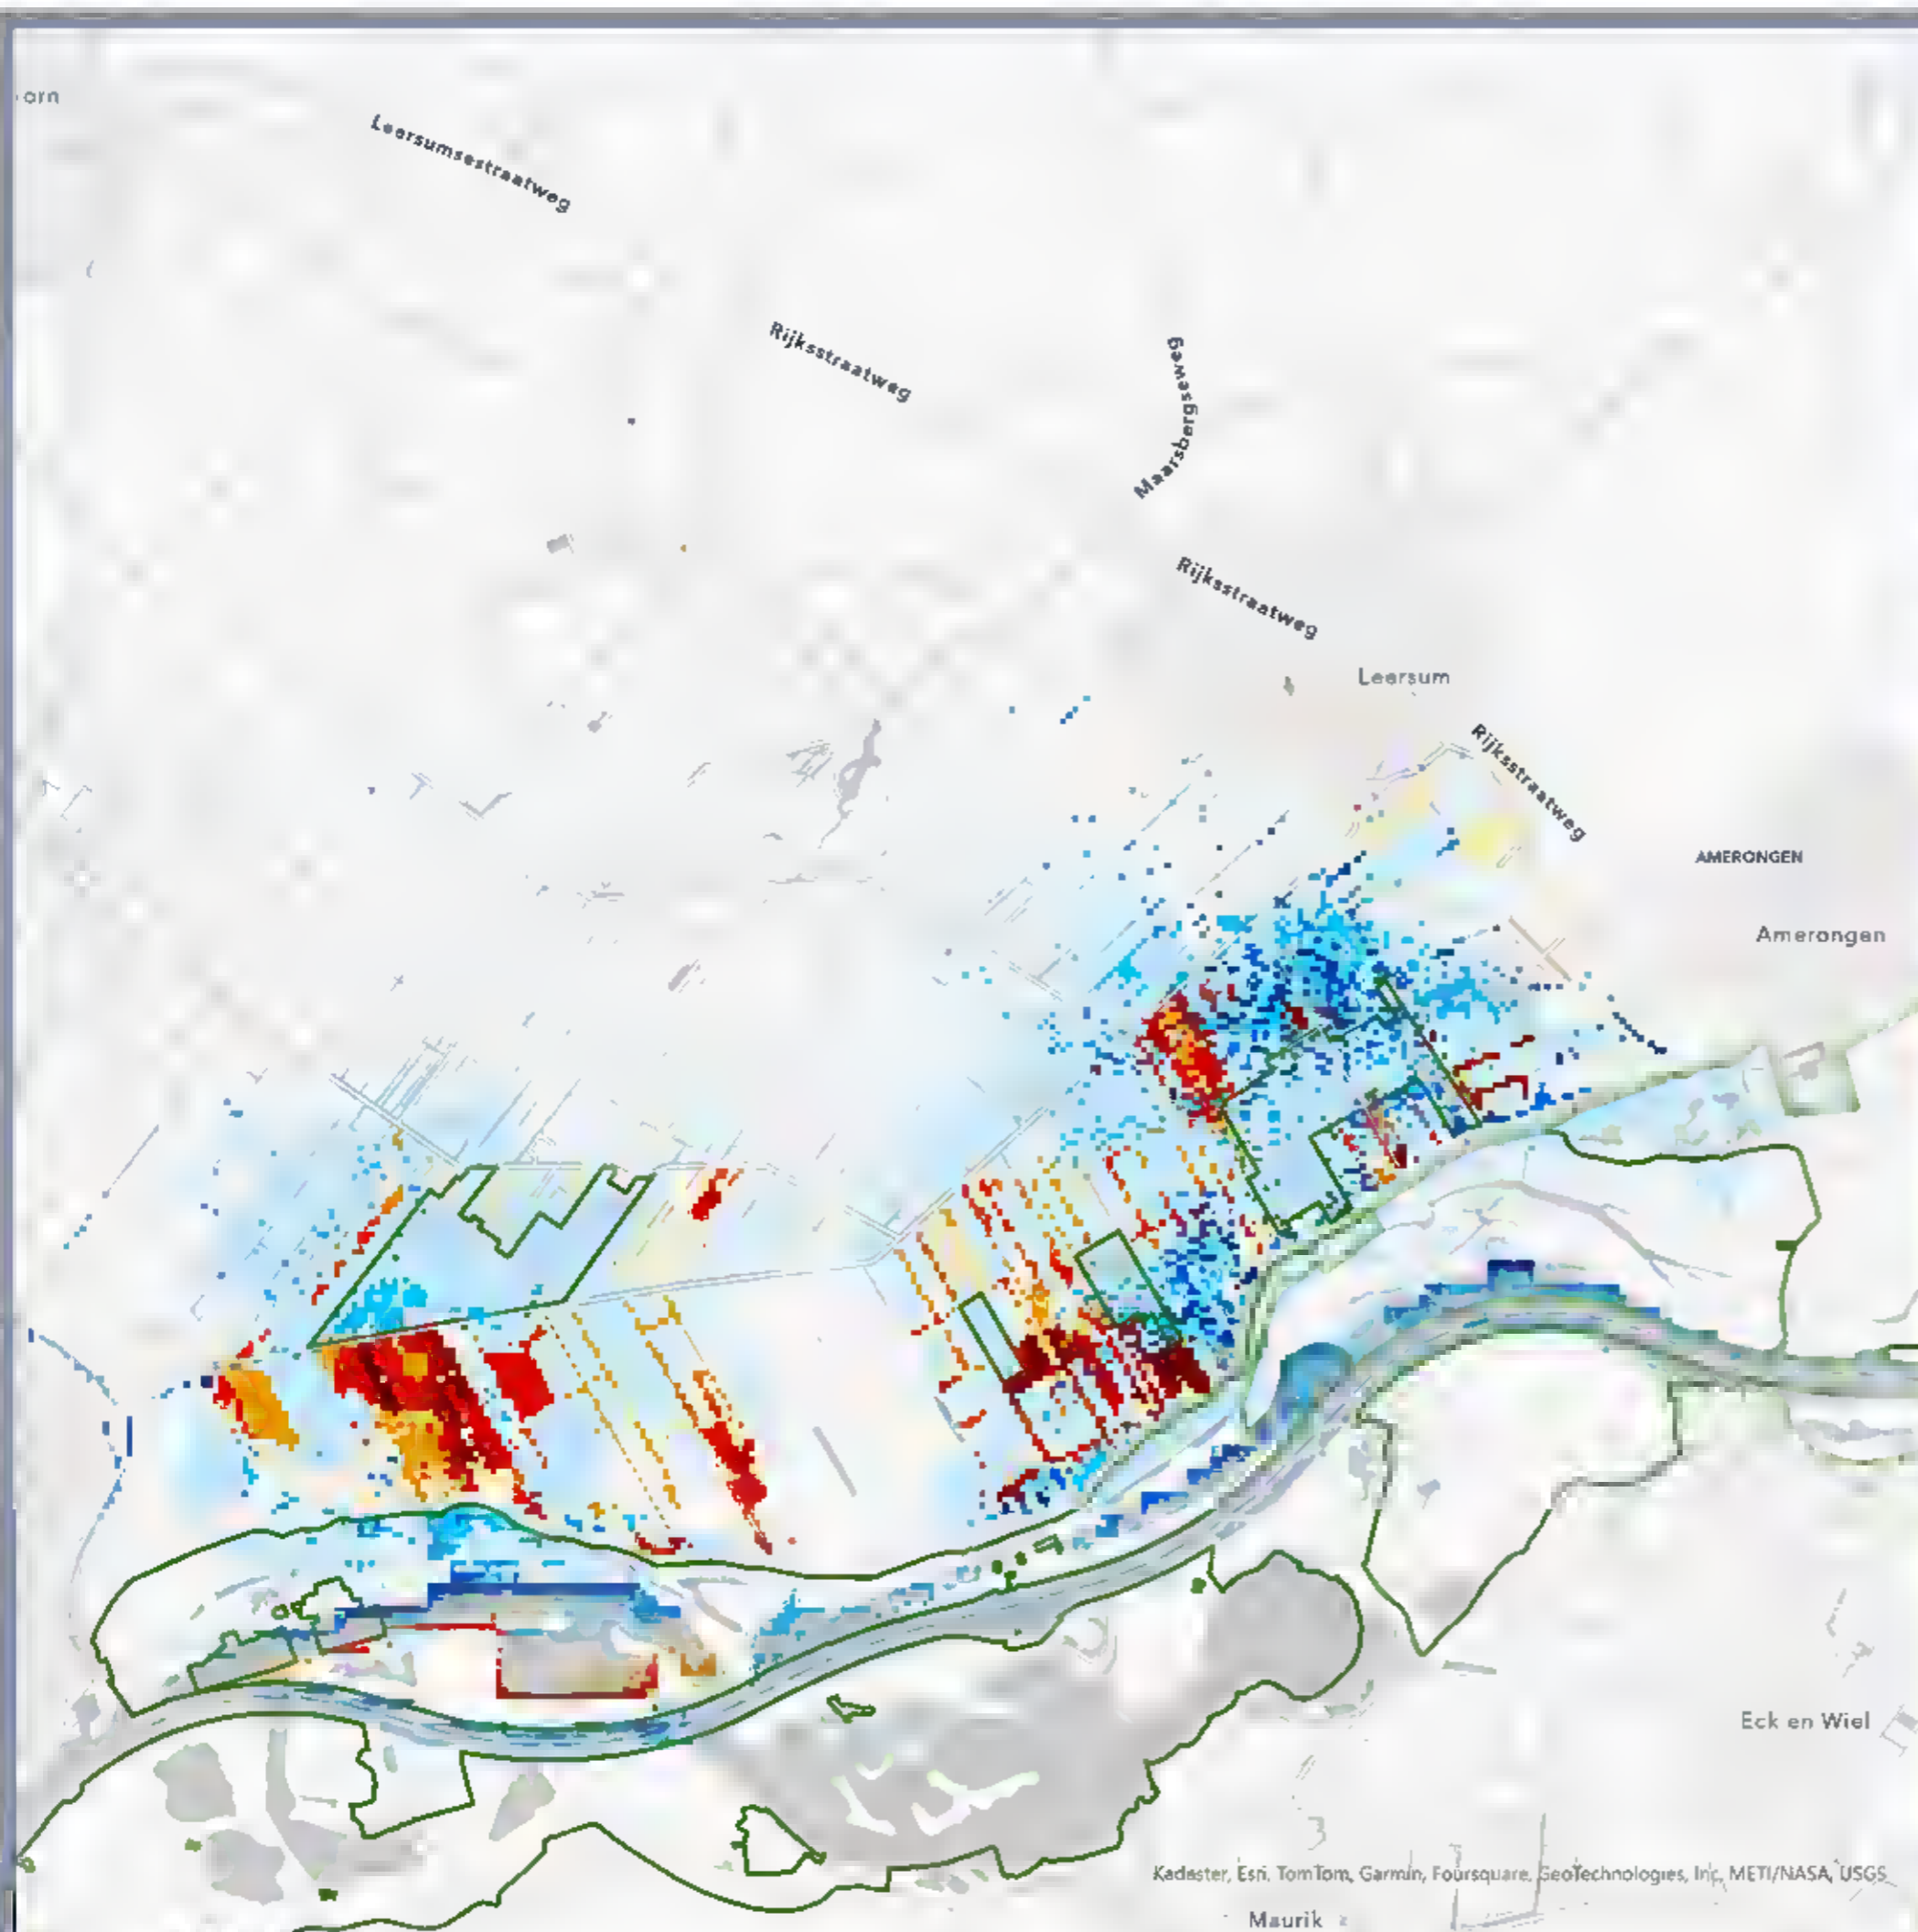 orn
Leersumsestraatweg
Rijksstraatweg
Maarsbergseweg
Rijksstraatweg
Leersum
Rijksstraatweg
AMERONGEN
Amerongen
Eck en Wiel
Kadaster, Esri, TomTom, Garmin, Foursquare, GeoTechnologies, Inc, METI/NASA, USGS
Maurik